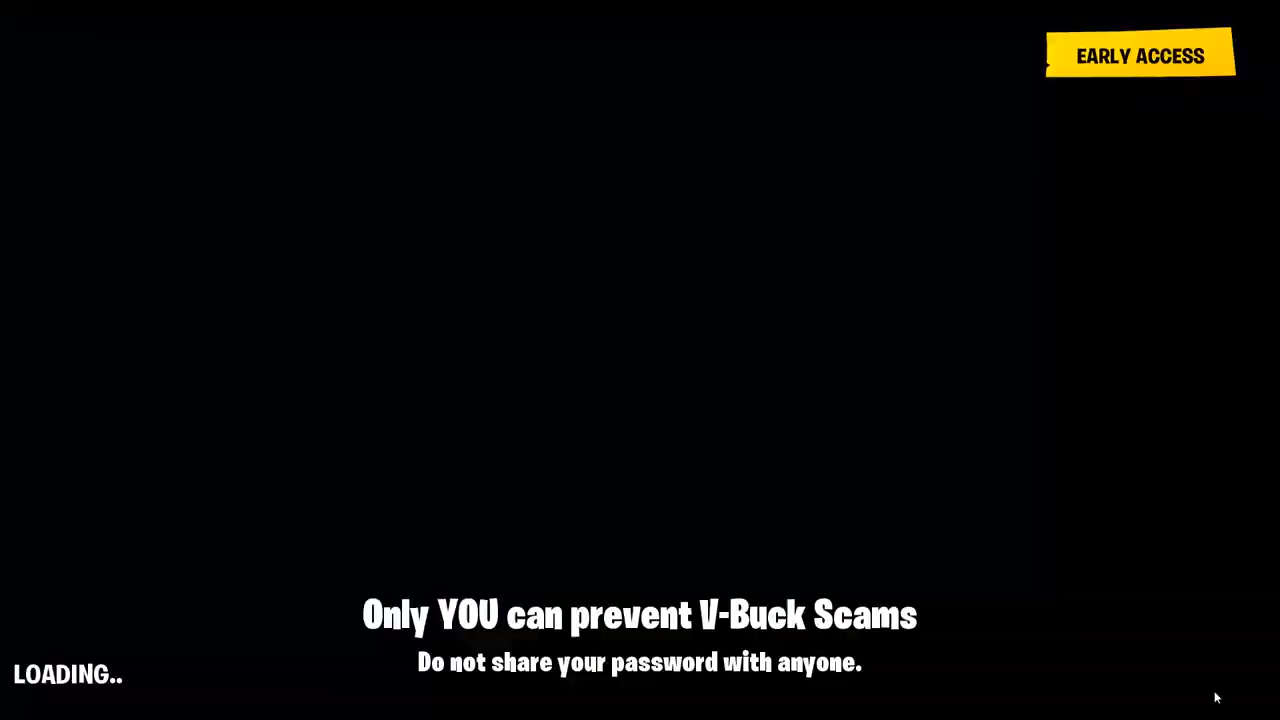 EARLY ACCESS
Only YOU can prevent V-Buck Scams
Do not share your password with anyone.
LOADING..